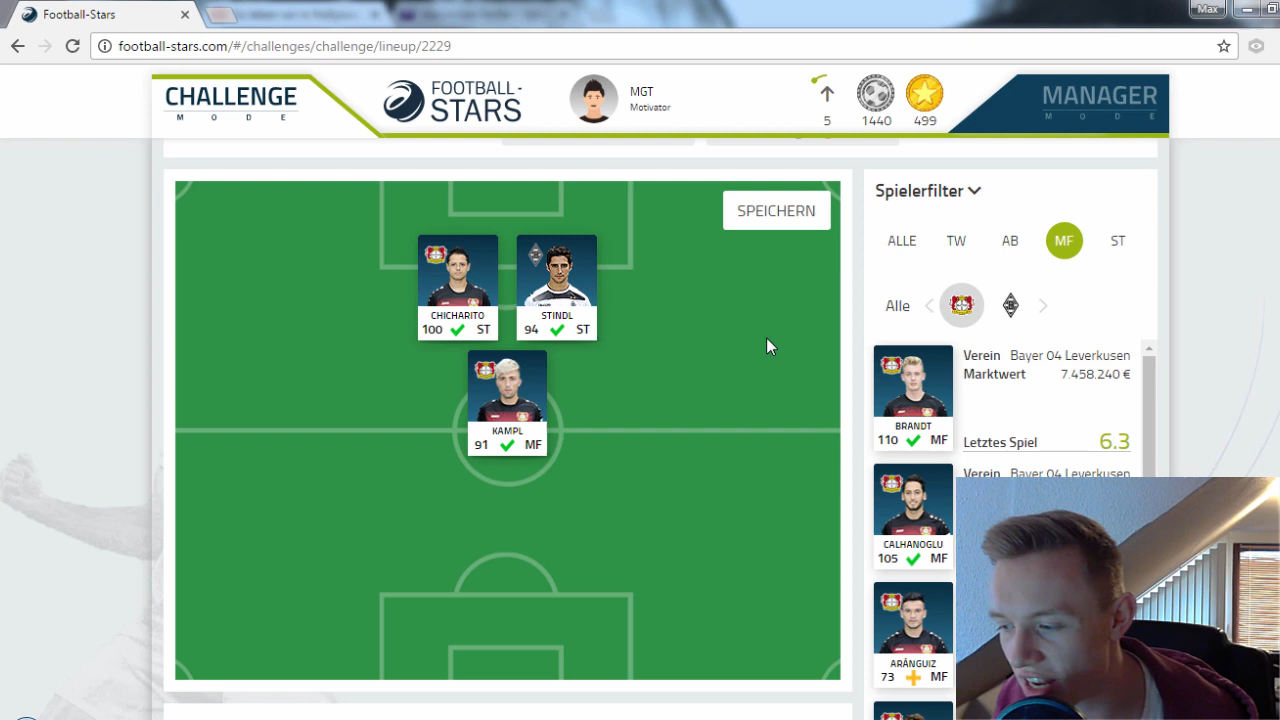 Football-Stars
Max
football-stars.com/#/challenges/challenge/lineup/2229
CHALLENGE
MODE
FOOTBALL-
STARS
MGT
Motivator
5
1440
499
MANAGER
MODE
SPEICHERN
CHICHARITO
100 ST
STINDL
94 ST
KAMPL
91 MF
Spielerfilter
ALLE TW AB MF ST
Alle
BRANDT
110 MF
Verein Bayer 04 Leverkusen
Marktwert 7.458.240 €
Letztes Spiel 6.3
CALHANOGLU
105 MF
Verein Bayer 04 Leverkusen
ARÁNGUIZ
73 MF